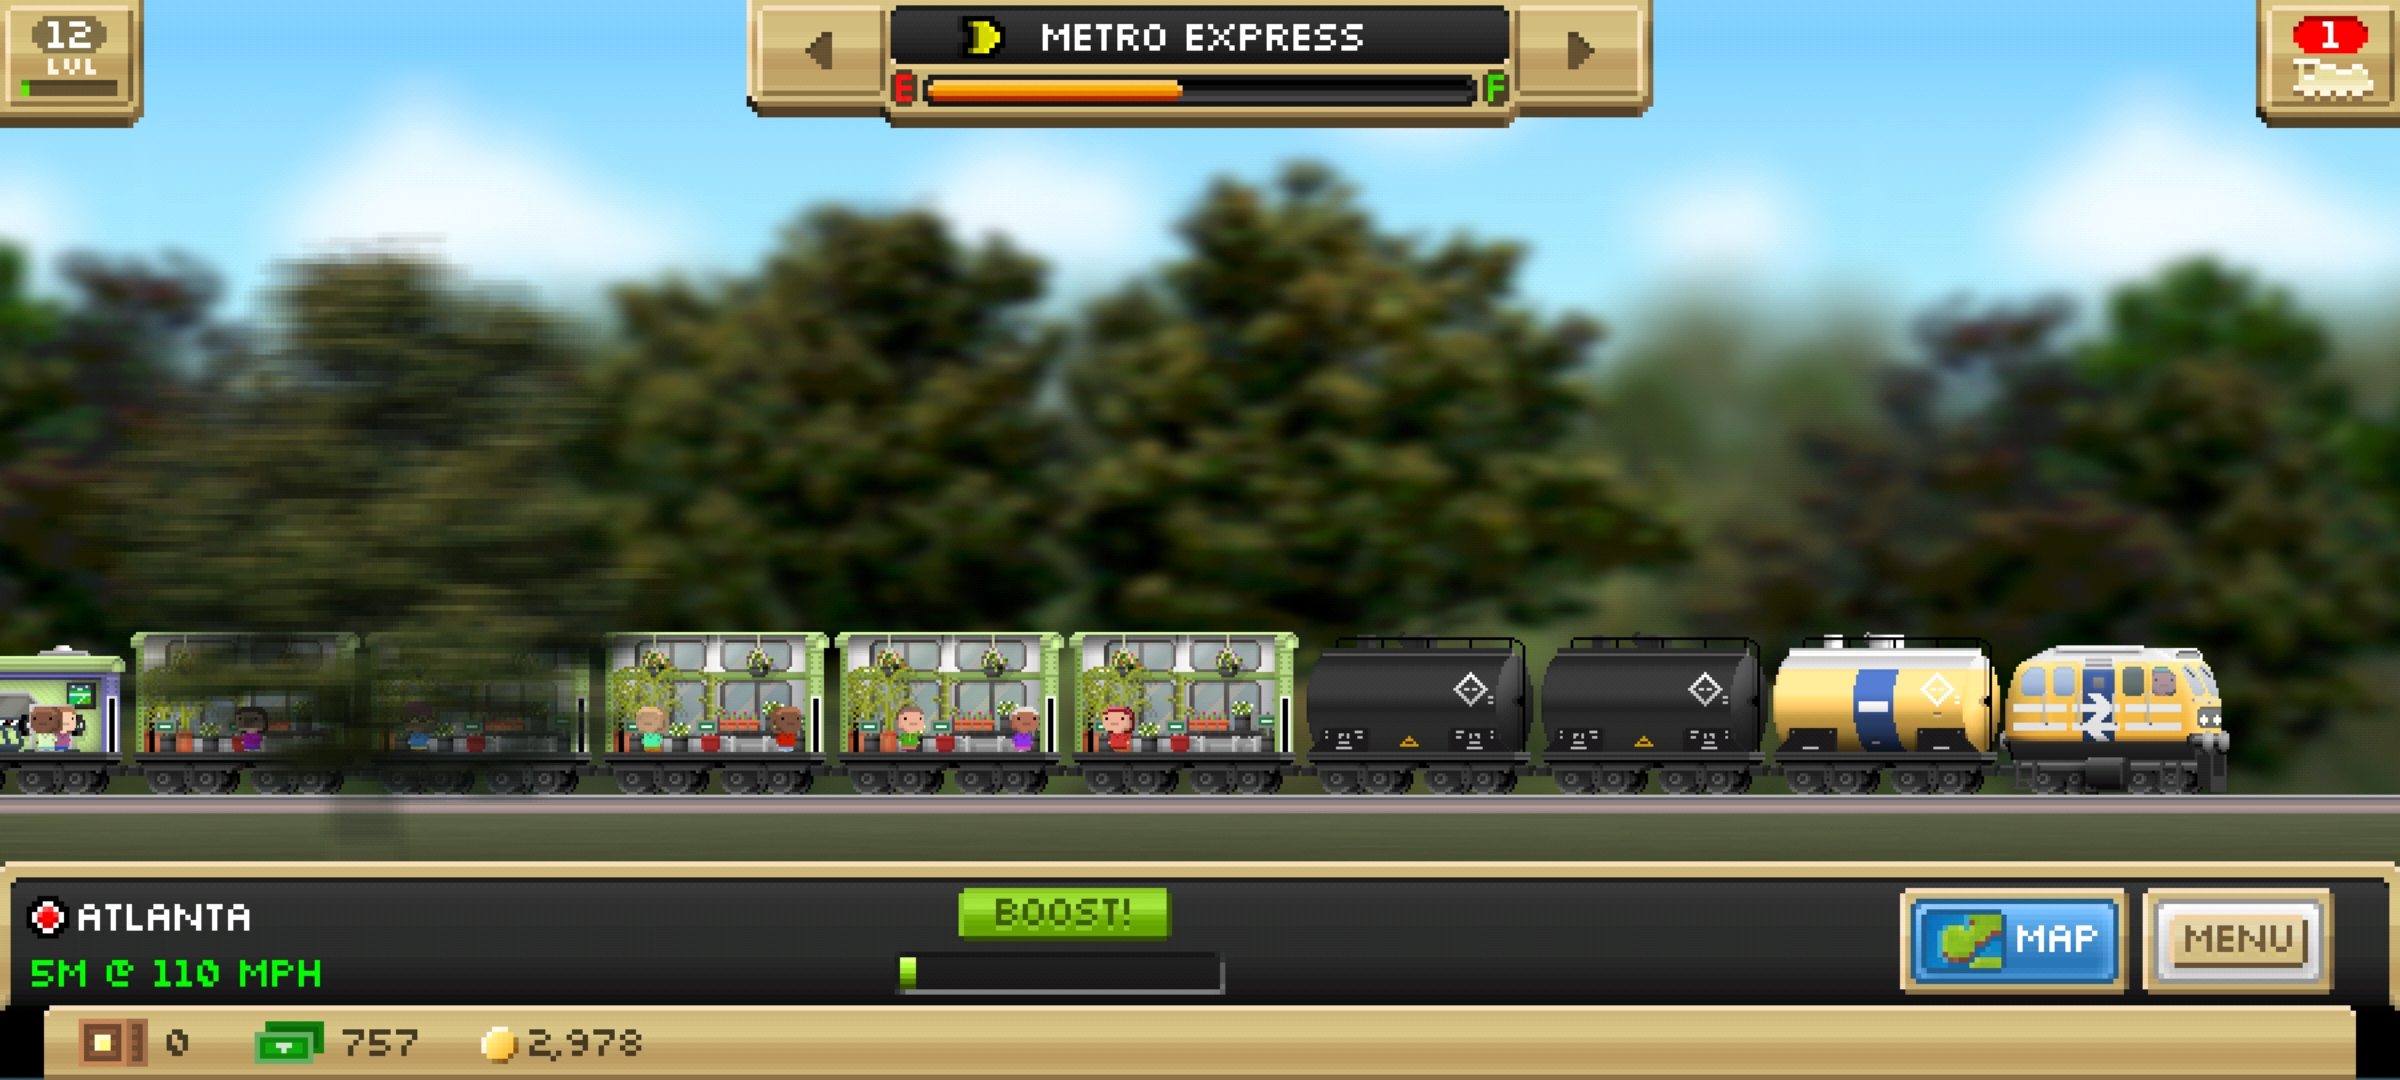 12
LVL
METRO EXPRESS
E
F
1
ATLANTA
5M @ 110 MPH
BOOST!
MAP
MENU
0
757
2,978